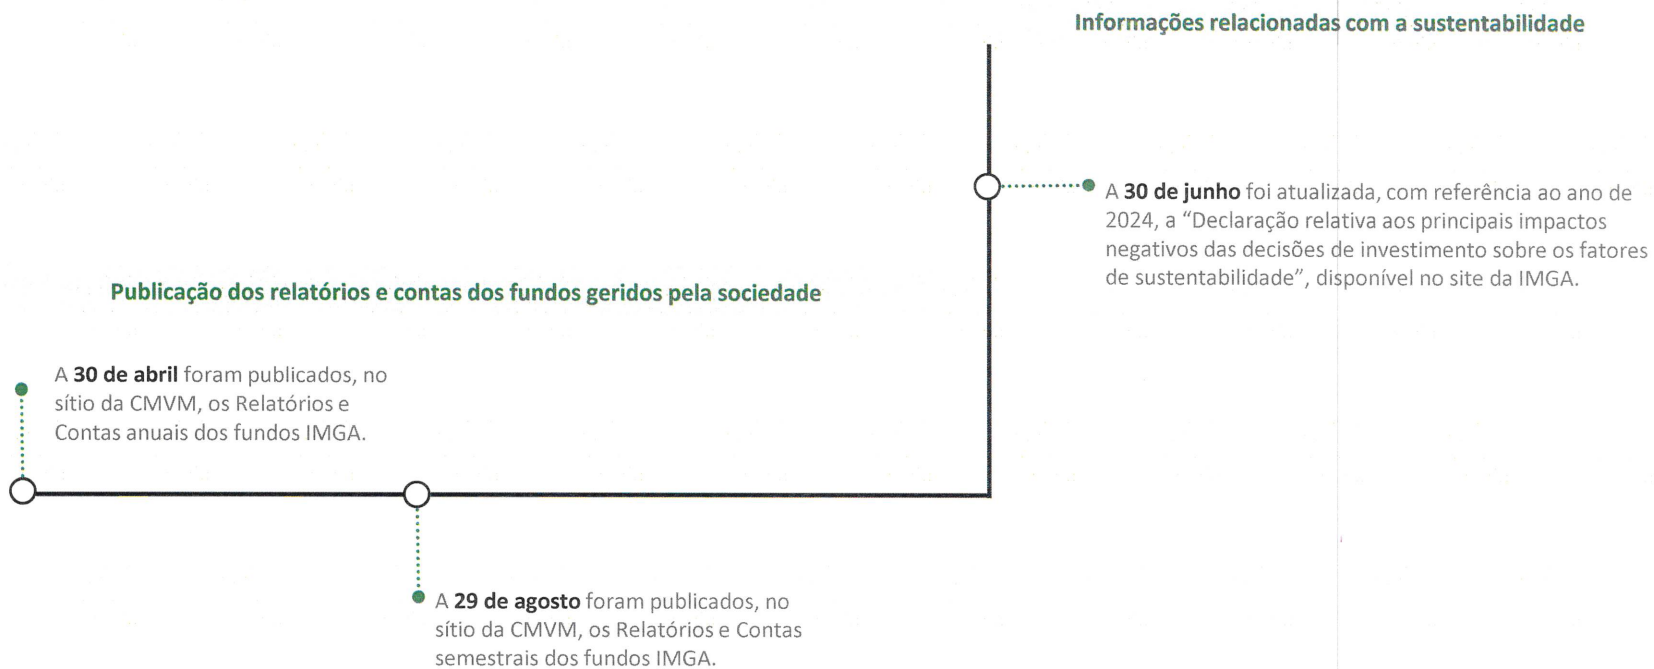 Informações relacionadas com a sustentabilidade
A 30 de junho foi atualizada, com referência ao ano de
2024, a “Declaração relativa aos principais impactos
negativos das decisões de investimento sobre os fatores
de sustentabilidade”, disponível no site da IMGA.
Publicação dos relatórios e contas dos fundos geridos pela sociedade
A 30 de abril foram publicados, no
sítio da CMVM, os Relatórios e
Contas anuais dos fundos IMGA.
A 29 de agosto foram publicados, no
sítio da CMVM, os Relatórios e Contas
semestrais dos fundos IMGA.